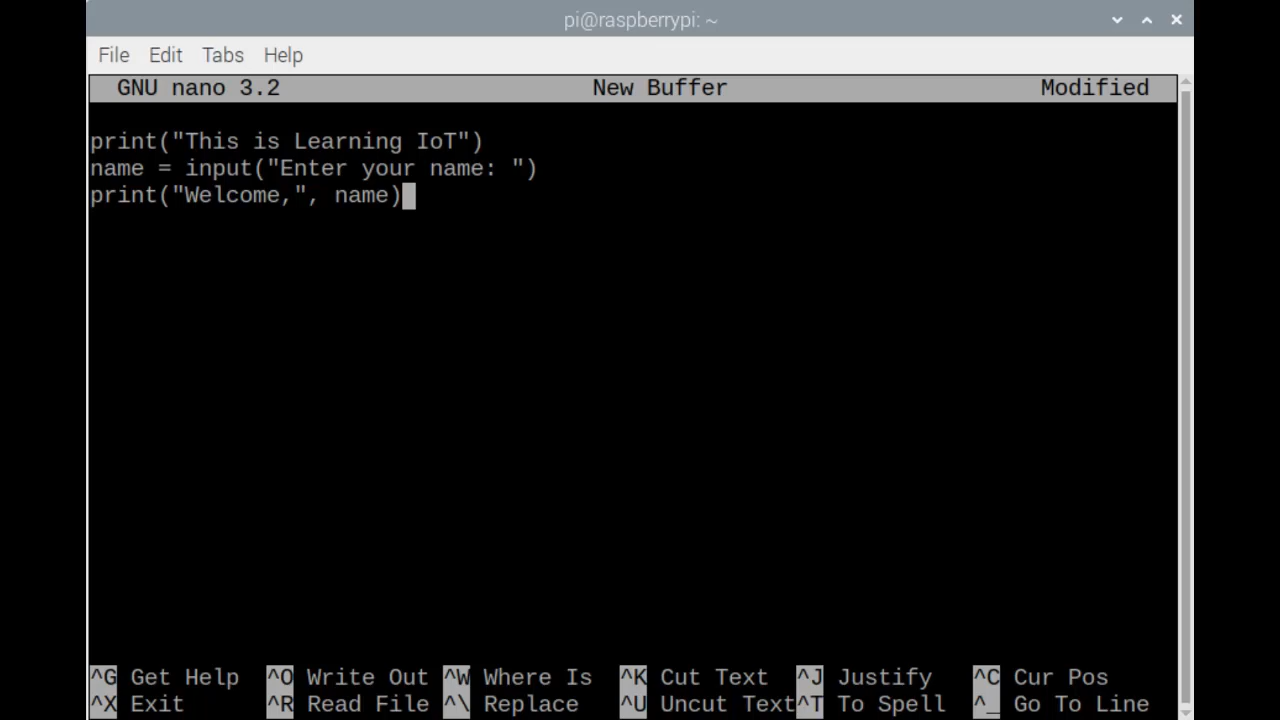 pi@raspberrypi: ~
File Edit Tabs Help
GNU nano 3.2 New Buffer Modified
print("This is Learning IoT")
name = input("Enter your name: ")
print("Welcome,", name)
^G Get Help ^O Write Out ^W Where Is ^K Cut Text ^J Justify ^C Cur Pos
^X Exit ^R Read File ^\ Replace ^U Uncut Text^T To Spell ^_ Go To Line